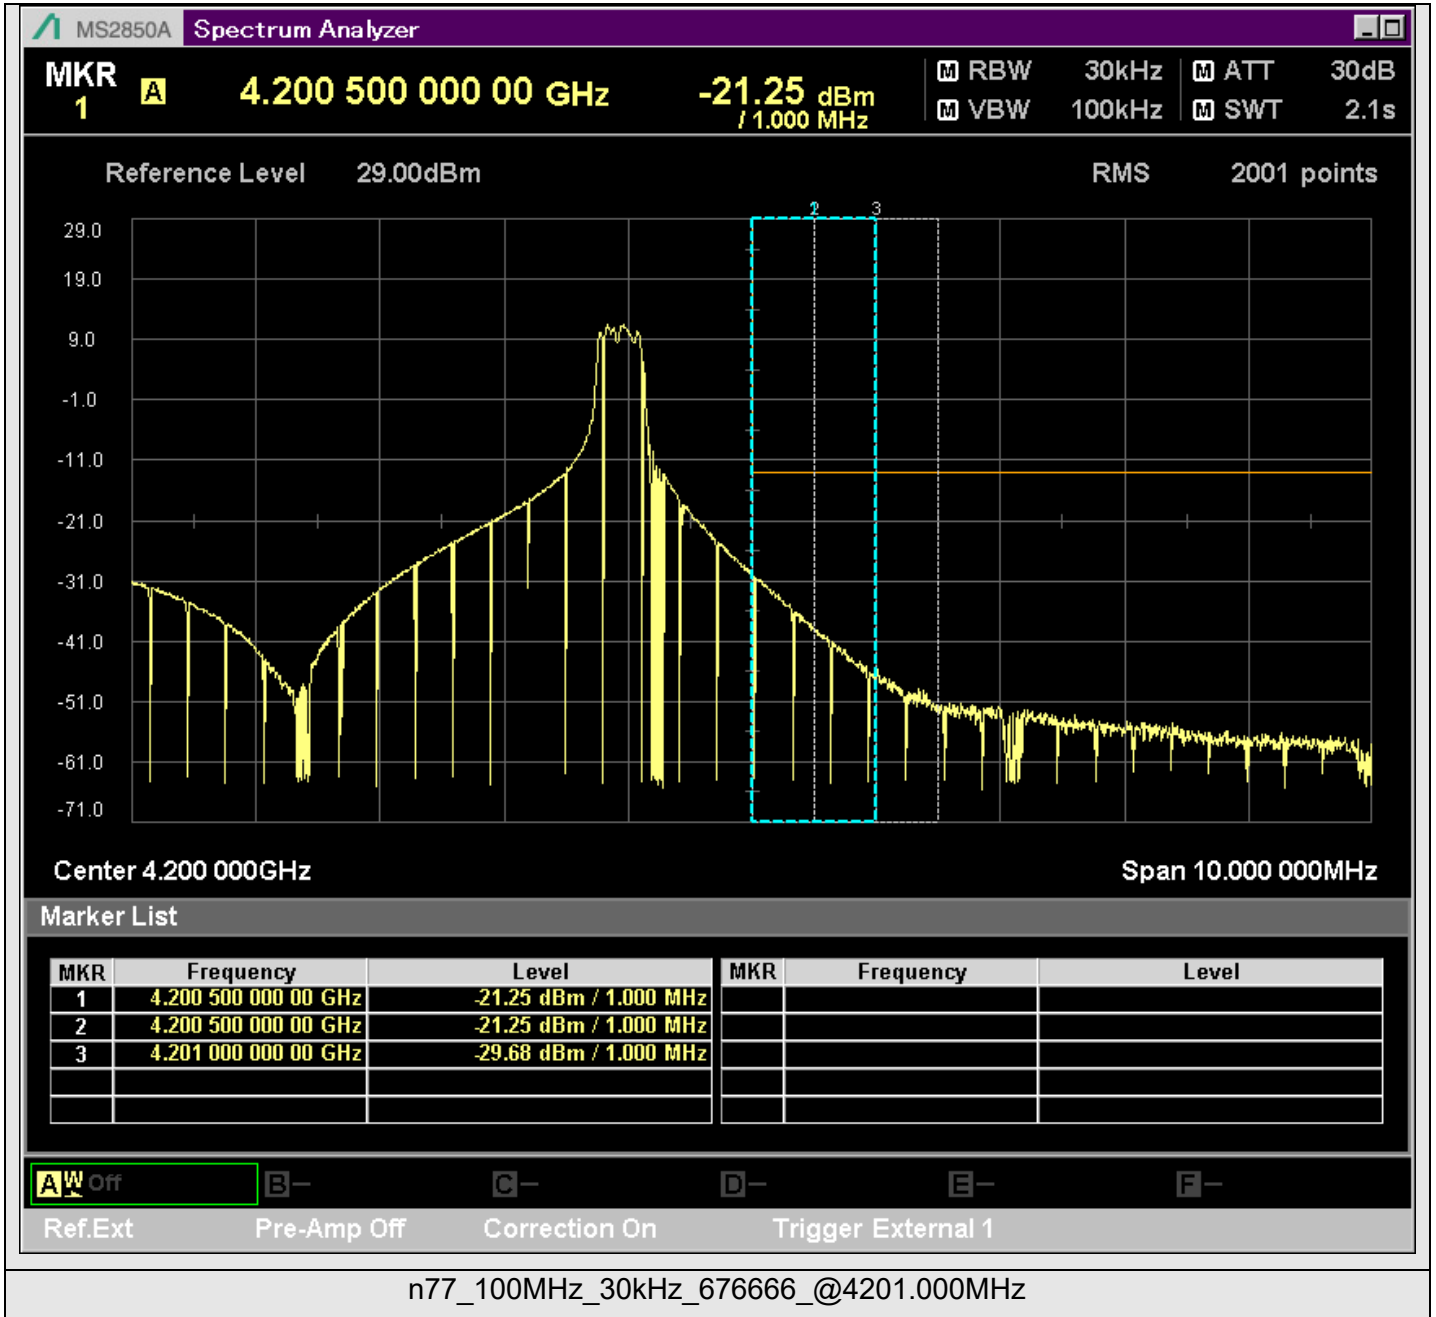 MS2850A Spectrum Analyzer
MKR 1 A 4.200 500 000 00 GHz -21.25 dBm / 1.000 MHz
M RBW 30kHz M ATT 30dB
M VBW 100kHz M SWT 2.1s
Reference Level 29.00dBm RMS 2001 points
2 3
29.0
19.0
9.0
-1.0
-11.0
-21.0
-31.0
-41.0
-51.0
-61.0
-71.0
Center 4.200 000GHz Span 10.000 000MHz
Marker List
MKR Frequency Level MKR Frequency Level
1 4.200 500 000 00 GHz -21.25 dBm / 1.000 MHz
2 4.200 500 000 00 GHz -21.25 dBm / 1.000 MHz
3 4.201 000 000 00 GHz -29.68 dBm / 1.000 MHz
A W Off B- C- D- E- F-
Ref.Ext Pre-Amp Off Correction On Trigger External 1
n77_100MHz_30kHz_676666_@4201.000MHz